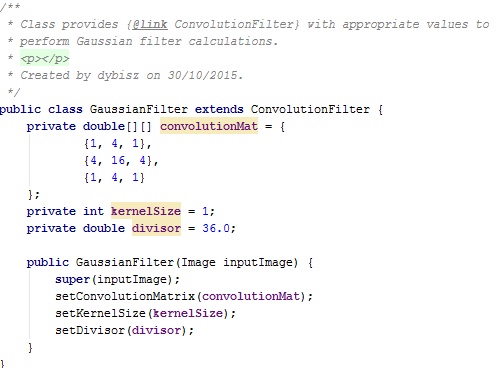 /**
 * Class provides {@link ConvolutionFilter} with appropriate values to
 * perform Gaussian filter calculations.
 * <p></p>
 * Created by dybisz on 30/10/2015.
 */
public class GaussianFilter extends ConvolutionFilter {
    private double[][] convolutionMat = {
            {1, 4, 1},
            {4, 16, 4},
            {1, 4, 1}
    };
    private int kernelSize = 1;
    private double divisor = 36.0;

    public GaussianFilter(Image inputImage) {
        super(inputImage);
        setConvolutionMatrix(convolutionMat);
        setKernelSize(kernelSize);
        setDivisor(divisor);
    }
}